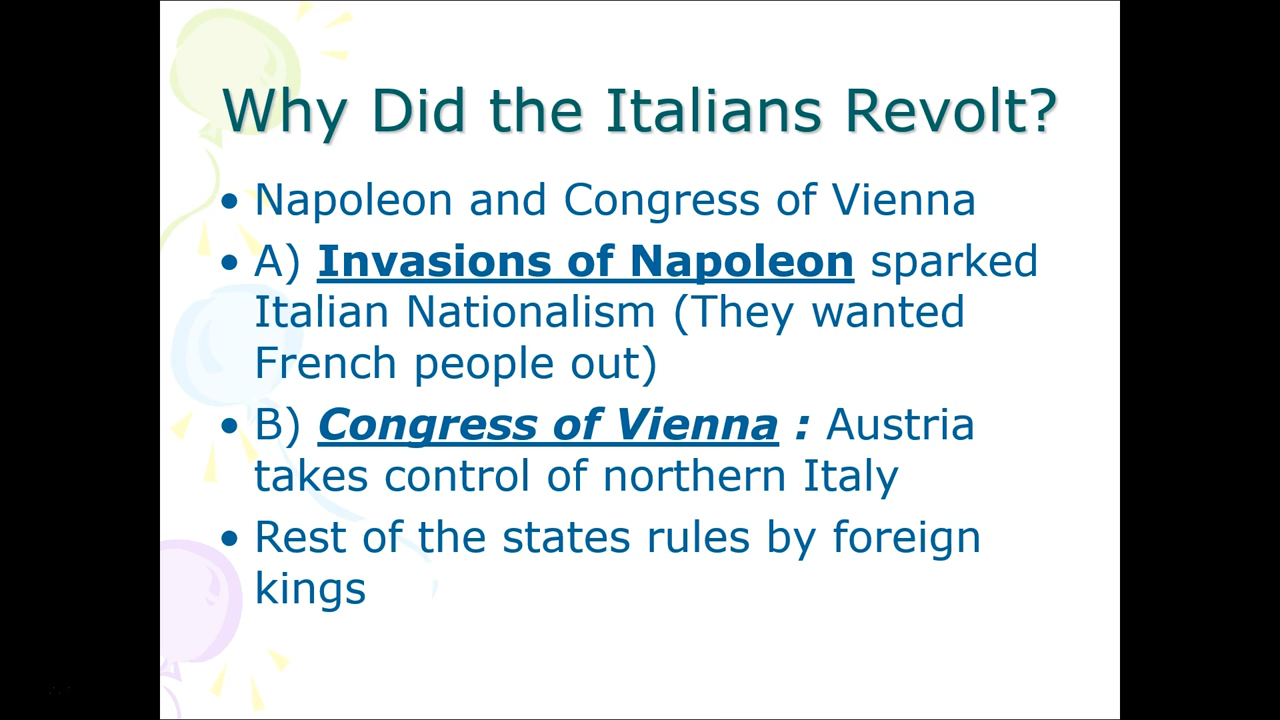 Why Did the Italians Revolt?
• Napoleon and Congress of Vienna
• A) Invasions of Napoleon sparked
Italian Nationalism (They wanted
French people out)
• B) Congress of Vienna : Austria
takes control of northern Italy
• Rest of the states rules by foreign
kings